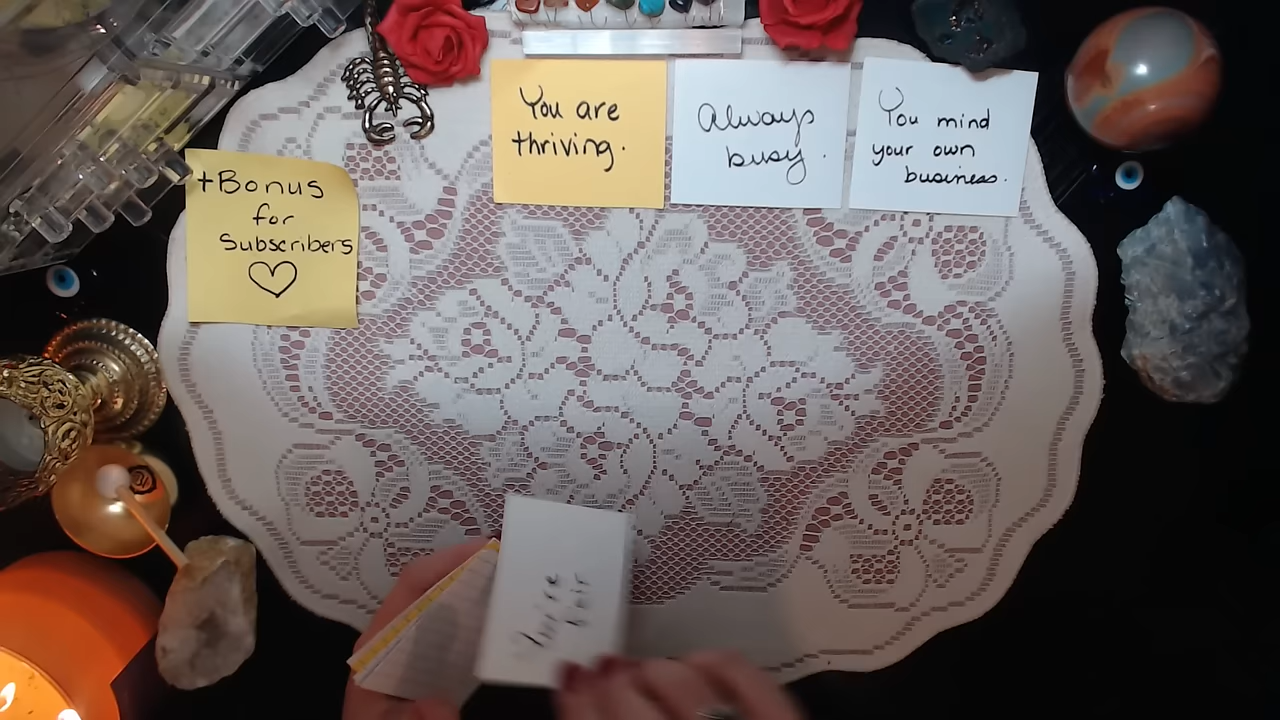 +Bonus
for
Subscribers
You are
thriving.
Always
busy.
You mind
your own
business.